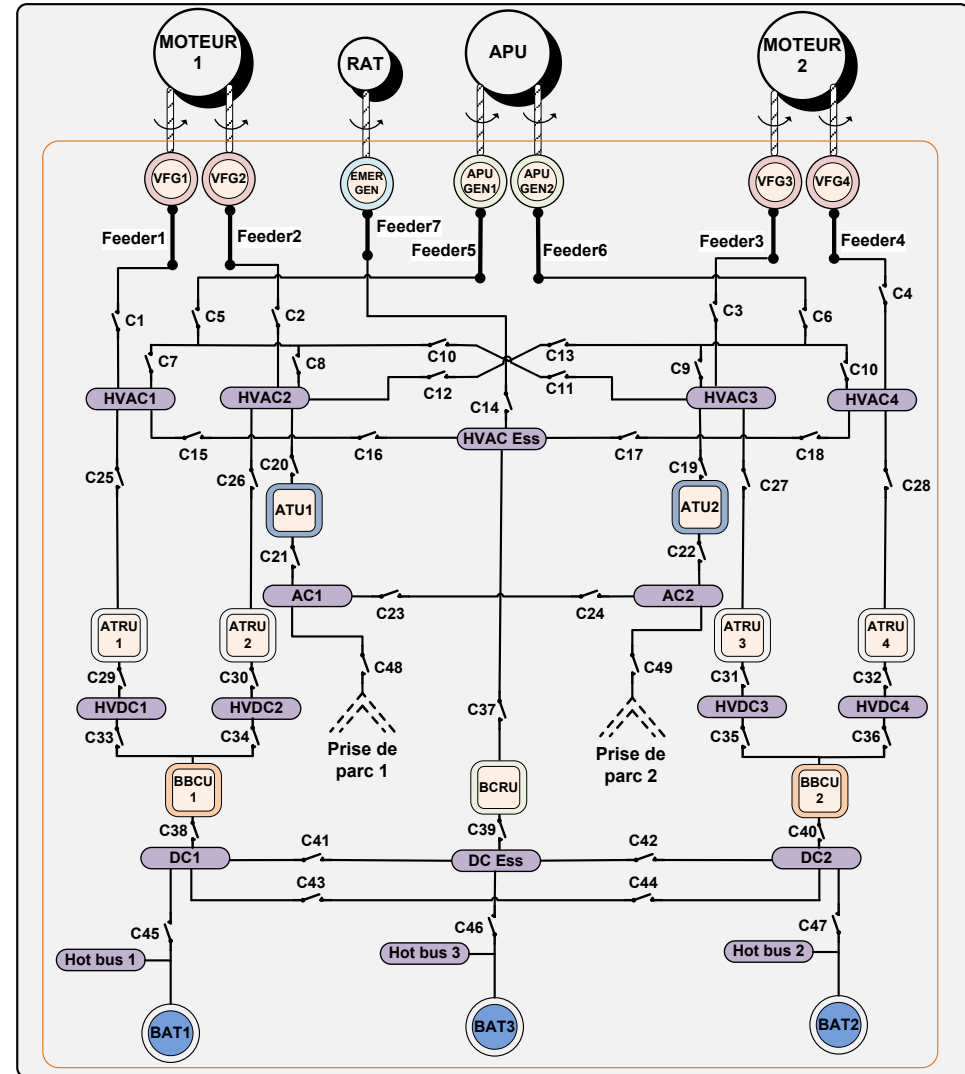 MOTEUR
1
RAT
APU
MOTEUR
2
VFG1
VFG2
EMER
GEN
APU
GEN1
APU
GEN2
VFG3
VFG4
Feeder1
Feeder2
Feeder7
Feeder5
Feeder6
Feeder3
Feeder4
C1
C5
C2
C3
C6
C4
C7
C8
C10
C13
C9
C10
C12
C11
HVAC1
HVAC2
C14
HVAC3
HVAC4
HVAC Ess
C15
C16
C17
C18
C25
C26
C20
C19
C27
C28
ATU1
ATU2
C21
C22
AC1
AC2
C23
C24
ATRU
1
ATRU
2
ATRU
3
ATRU
4
C48
C49
C29
C30
C31
C32
HVDC1
HVDC2
HVDC3
HVDC4
C37
C33
C34
C35
C36
Prise de
parc 1
Prise de
parc 2
BBCU
1
BCRU
BBCU
2
C38
C39
C40
C41
C42
DC1
DC Ess
DC2
C43
C44
C45
C46
C47
Hot bus 1
Hot bus 3
Hot bus 2
BAT1
BAT3
BAT2